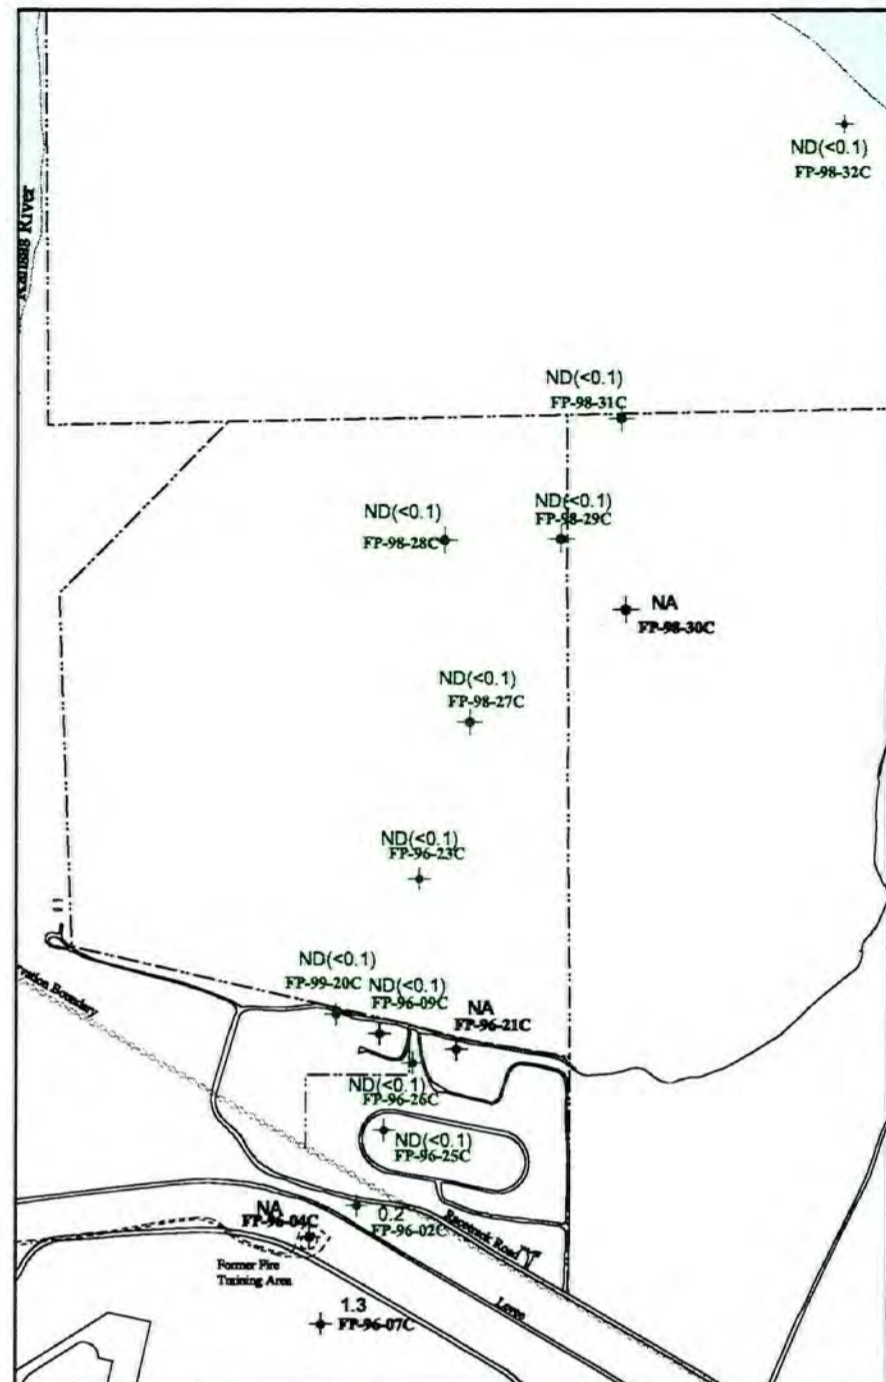 Kansas River
ND(<0.1)
FP-98-32C
ND(<0.1)
FP-98-31C
ND(<0.1)
FP-98-28C
ND(<0.1)
FP-98-29C
NA
FP-98-30C
ND(<0.1)
FP-98-27C
ND(<0.1)
FP-96-23C
ND(<0.1)
FP-99-20C
ND(<0.1)
FP-96-09C
NA
FP-96-21C
vation Boundary
ND(<0.1)
FP-96-26C
ND(<0.1)
FP-96-25C
NA
FP-96-04C
0.2
FP-96-02C
Racetrack Road
Former Fire
Training Area
Levee
1.3
FP-96-07C